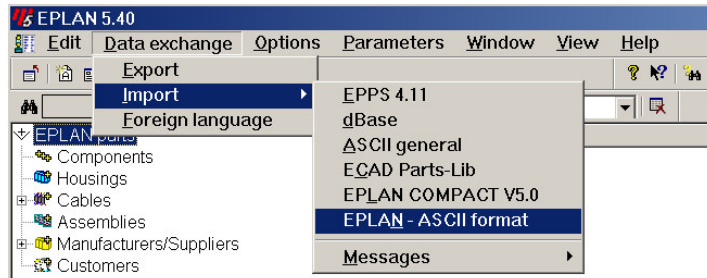 EPLAN 5.40
Edit Data exchange Options Parameters Window View Help
Export
Import
Foreign language
EPPS 4.11
dBase
ASCII general
ECAD Parts-Lib
EPLAN COMPACT V5.0
EPLAN - ASCII format
Messages
EPLAN parts
Components
Housings
Cables
Assemblies
Manufacturers/Suppliers
Customers